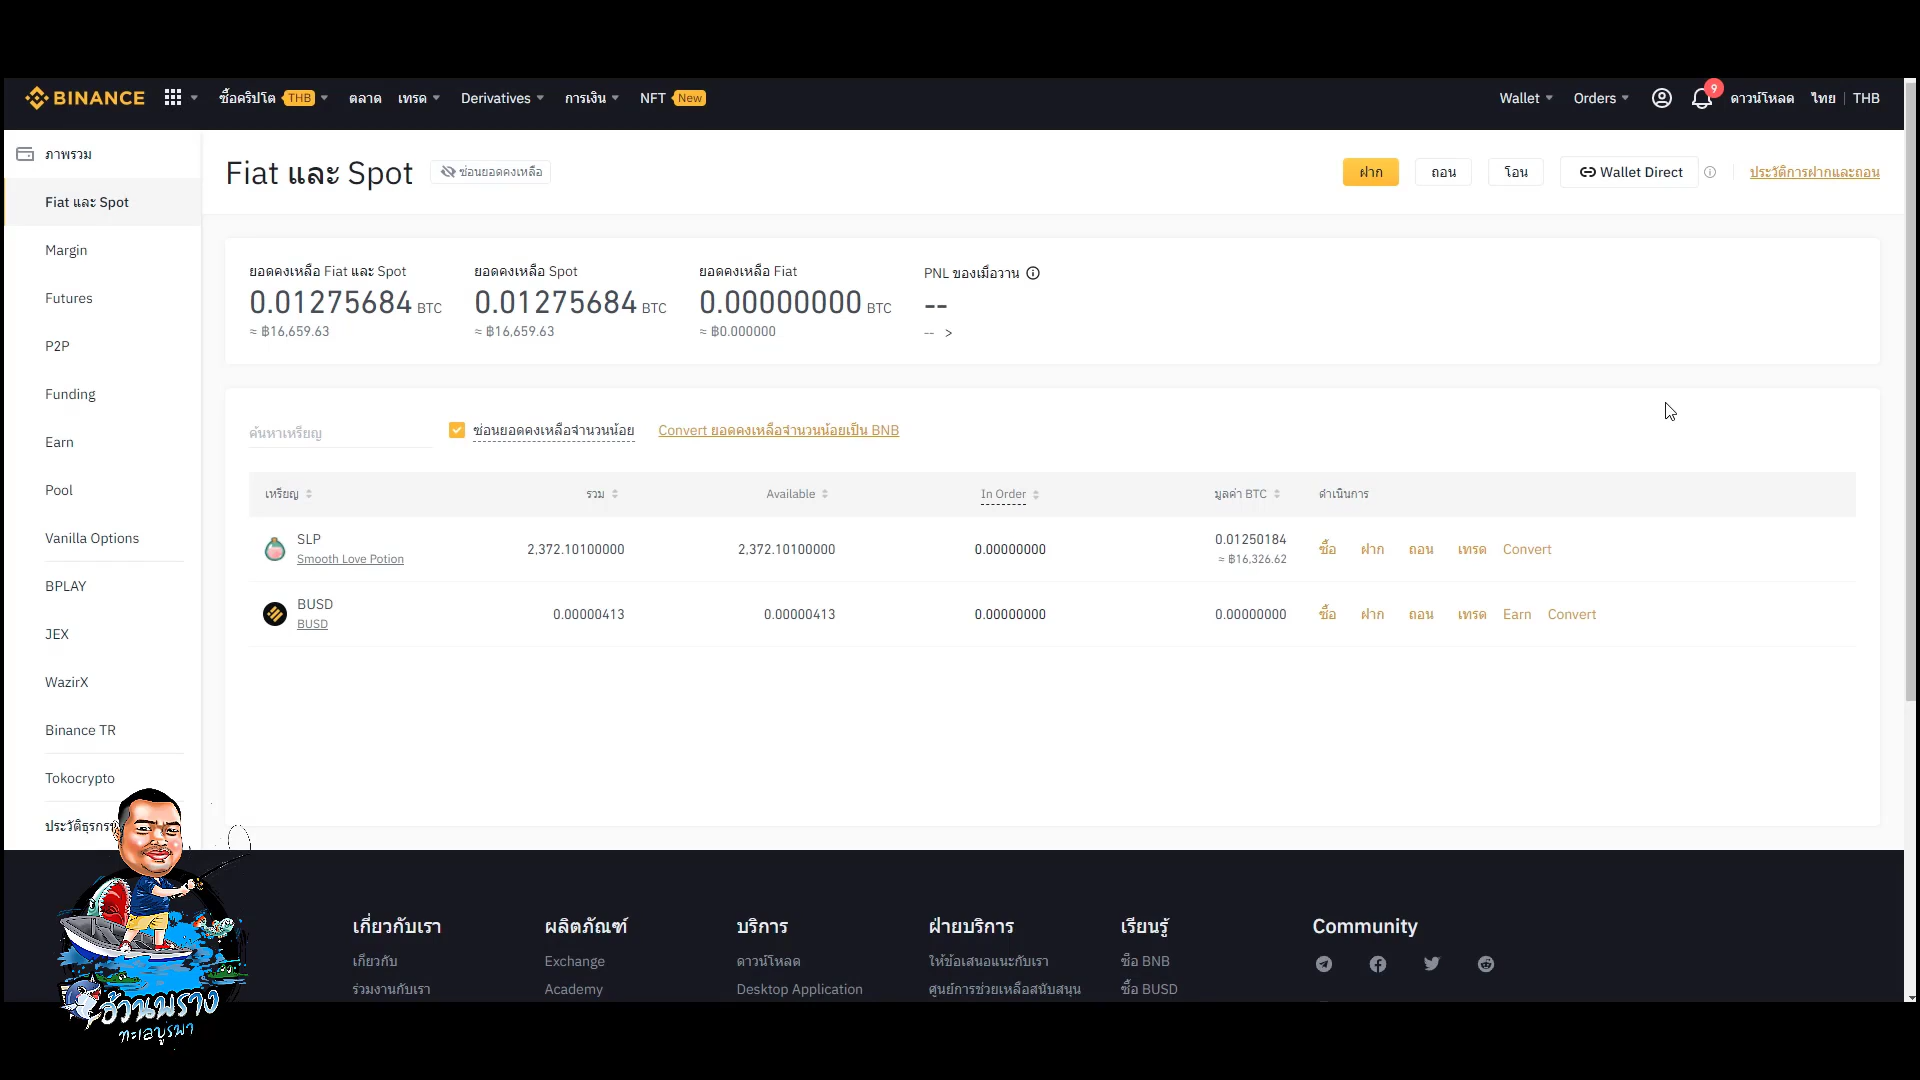 BINANCE ซื้อคริปโต THB ตลาด เทรด Derivatives การเงิน NFT New Wallet Orders 9 ดาวน์โหลด ไทย THB
ภาพรวม
Fiat และ Spot
Margin
Futures
P2P
Funding
Earn
Pool
Vanilla Options
BPLAY
JEX
WazirX
Binance TR
Tokocrypto
Fiat และ Spot ซ่อนยอดคงเหลือ ฝาก ถอน โอน Wallet Direct ประวัติการฝากและถอน
ยอดคงเหลือ Fiat และ Spot ยอดคงเหลือ Spot ยอดคงเหลือ Fiat PNL ของเมื่อวาน
0.01275684 BTC 0.01275684 BTC 0.00000000 BTC --
≈ ฿16,659.63 ≈ ฿16,659.63 ≈ ฿0.000000 -- >
ค้นหาเหรียญ ซ่อนยอดคงเหลือจำนวนน้อย Convert ยอดคงเหลือจำนวนน้อยเป็น BNB
เหรียญ รวม Available In Order มูลค่า BTC ดำเนินการ
SLP 2,372.10100000 2,372.10100000 0.00000000 0.01250184 ซื้อ ฝาก ถอน เทรด Convert
Smooth Love Potion ≈ ฿16,326.62
BUSD 0.00000413 0.00000413 0.00000000 0.00000000 ซื้อ ฝาก ถอน เทรด Earn Convert
BUSD
เกี่ยวกับเรา ผลิตภัณฑ์ บริการ ฝ่ายบริการ เรียนรู้ Community
เกี่ยวกับ Exchange ดาวน์โหลด ให้ข้อเสนอแนะกับเรา ซื้อ BNB
ร่วมงานกับเรา Academy Desktop Application ศูนย์การช่วยเหลือสนับสนุน ซื้อ BUSD
อ้วนพราง
ทะเลบูรพา